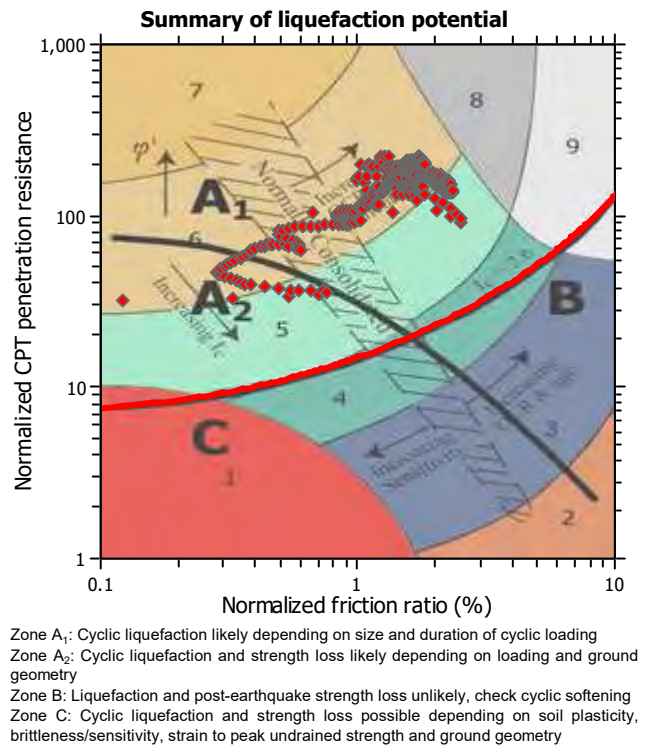 Summary of liquefaction potential
1,000
7
8
9
φ'
A₁
Normally Consolidated
100
6
A₂
Increasing Ic
5
B
10
4
C
1
3
Increasing
Sensitivity
2
1
0.1
1
10
Normalized CPT penetration resistance
Normalized friction ratio (%)
Zone A₁: Cyclic liquefaction likely depending on size and duration of cyclic loading
Zone A₂: Cyclic liquefaction and strength loss likely depending on loading and ground
geometry
Zone B: Liquefaction and post-earthquake strength loss unlikely, check cyclic softening
Zone C: Cyclic liquefaction and strength loss possible depending on soil plasticity,
brittleness/sensitivity, strain to peak undrained strength and ground geometry